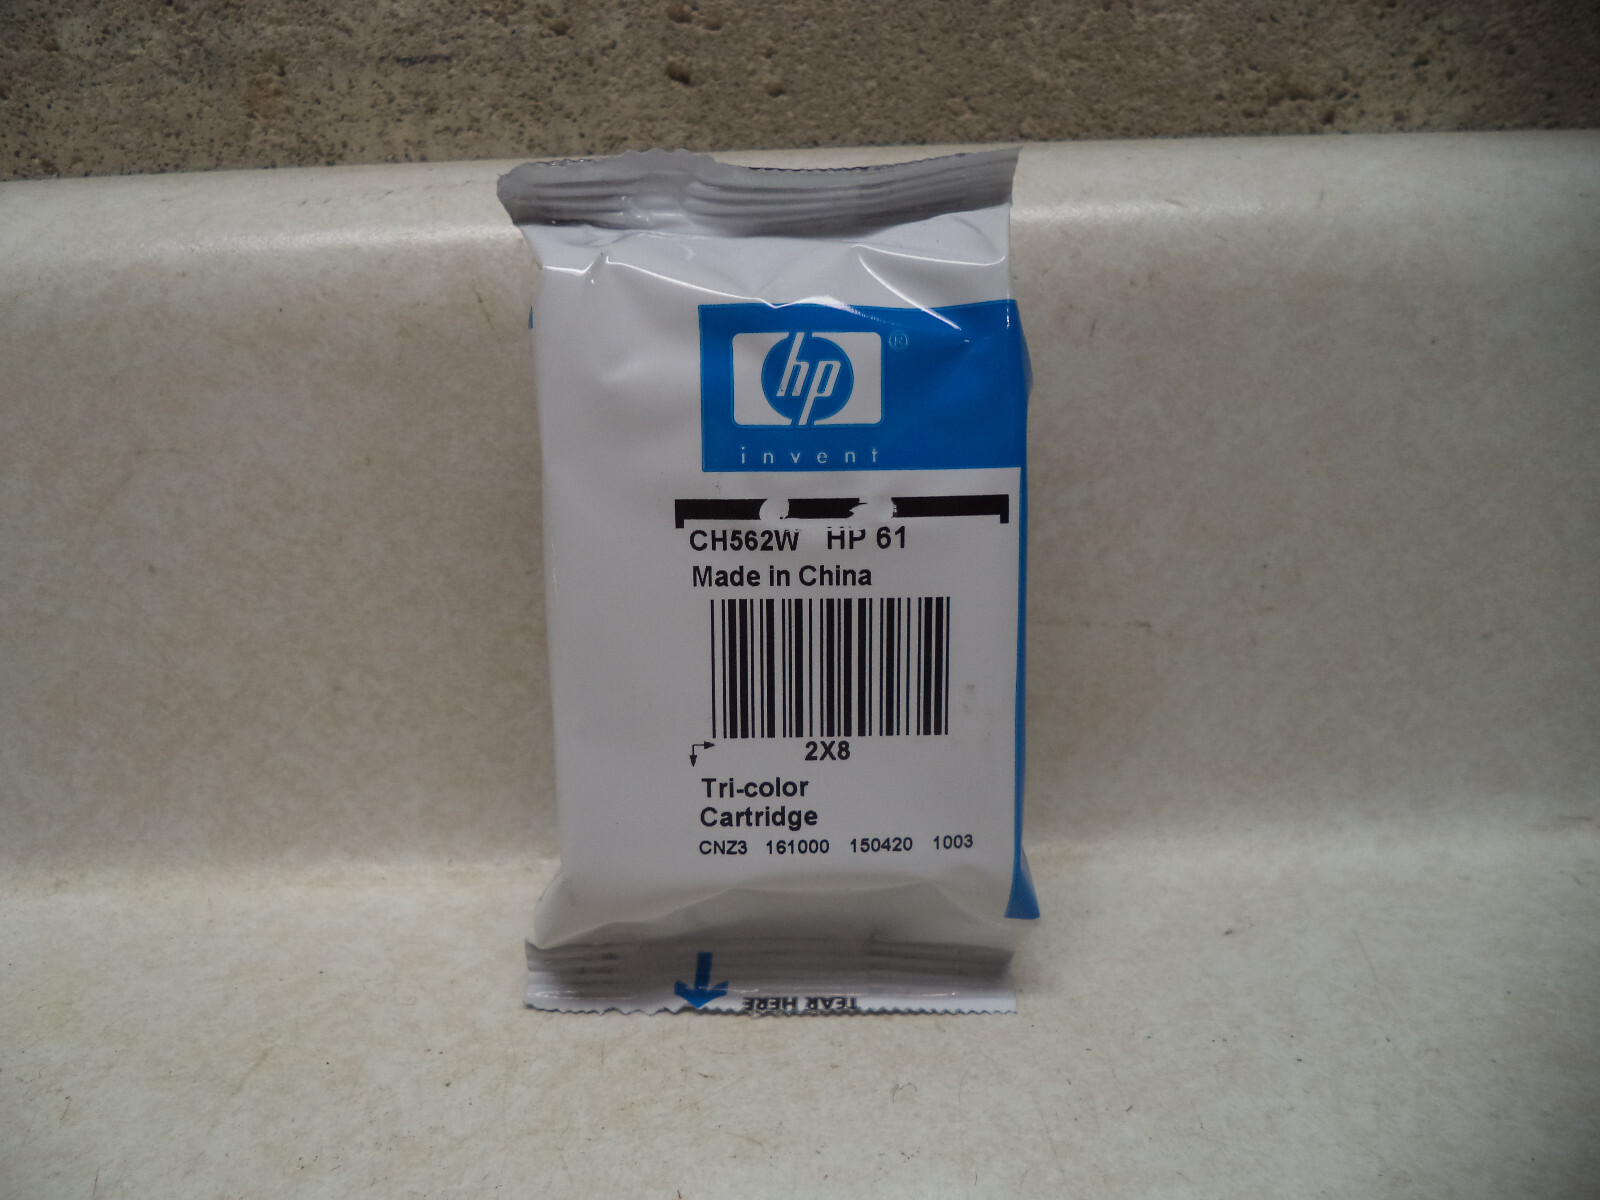 hp ®
invent
CH562W HP 61
Made in China
2X8
Tri-color
Cartridge
CNZ3 161000 150420 1003
TEAR HERE